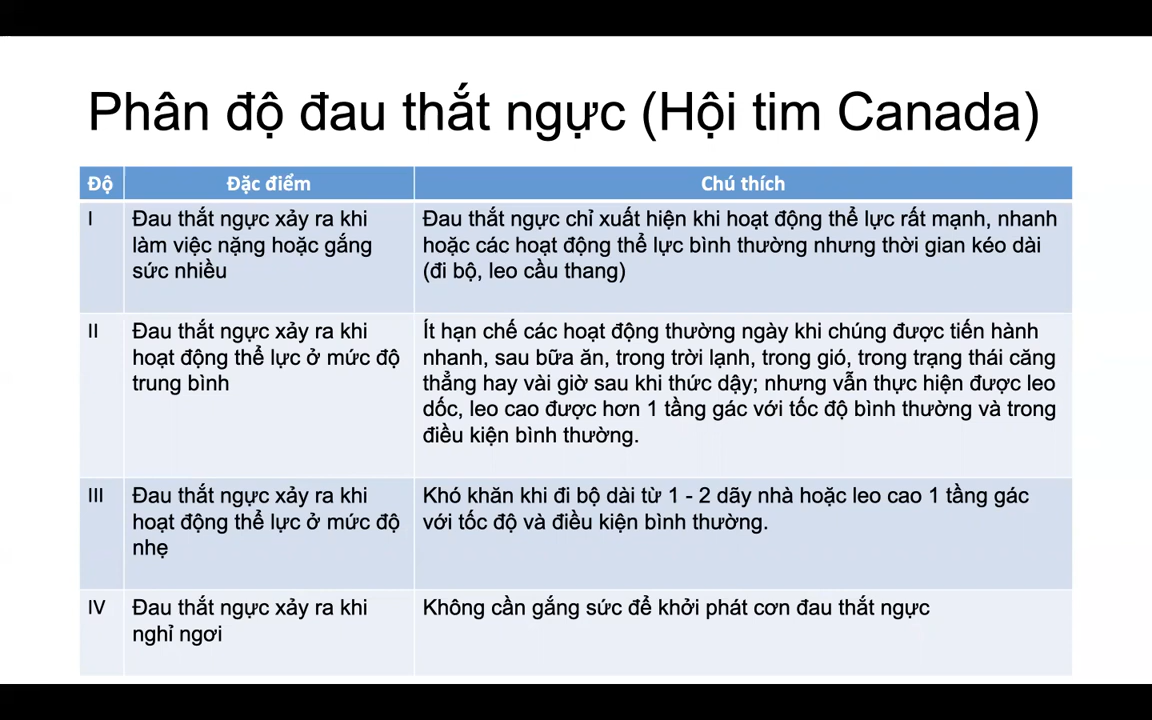 Phân độ đau thắt ngực (Hội tim Canada)
Độ Đặc điểm Chú thích
I
Đau thắt ngực xảy ra khi
làm việc nặng hoặc gắng
sức nhiều
Đau thắt ngực chỉ xuất hiện khi hoạt động thể lực rất mạnh, nhanh
hoặc các hoạt động thể lực bình thường nhưng thời gian kéo dài
(đi bộ, leo cầu thang)
II
Đau thắt ngực xảy ra khi
hoạt động thể lực ở mức độ
trung bình
Ít hạn chế các hoạt động thường ngày khi chúng được tiến hành
nhanh, sau bữa ăn, trong trời lạnh, trong gió, trong trạng thái căng
thẳng hay vài giờ sau khi thức dậy; nhưng vẫn thực hiện được leo
dốc, leo cao được hơn 1 tầng gác với tốc độ bình thường và trong
điều kiện bình thường.
III
Đau thắt ngực xảy ra khi
hoạt động thể lực ở mức độ
nhẹ
Khó khăn khi đi bộ dài từ 1 - 2 dãy nhà hoặc leo cao 1 tầng gác
với tốc độ và điều kiện bình thường.
IV
Đau thắt ngực xảy ra khi
nghỉ ngơi
Không cần gắng sức để khởi phát cơn đau thắt ngực